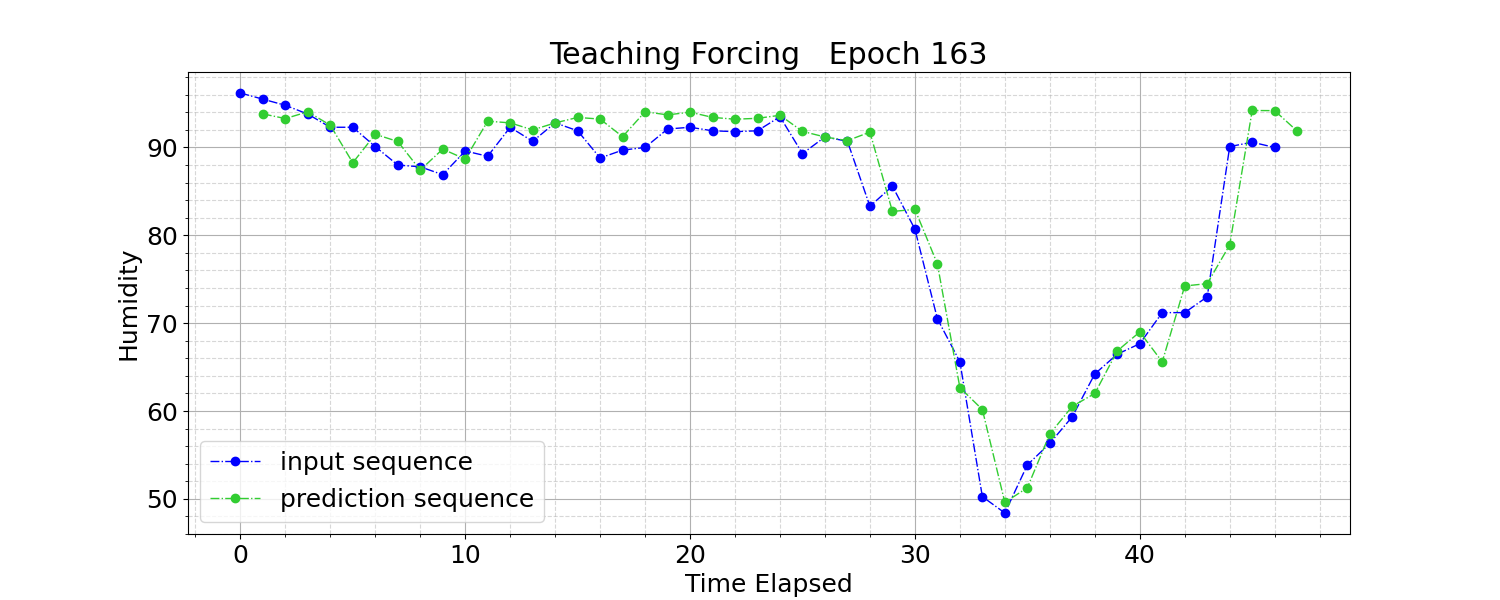 Teaching Forcing   Epoch 163
Humidity
90
80
70
60
50
input sequence
prediction sequence
0 10 20 30 40
Time Elapsed